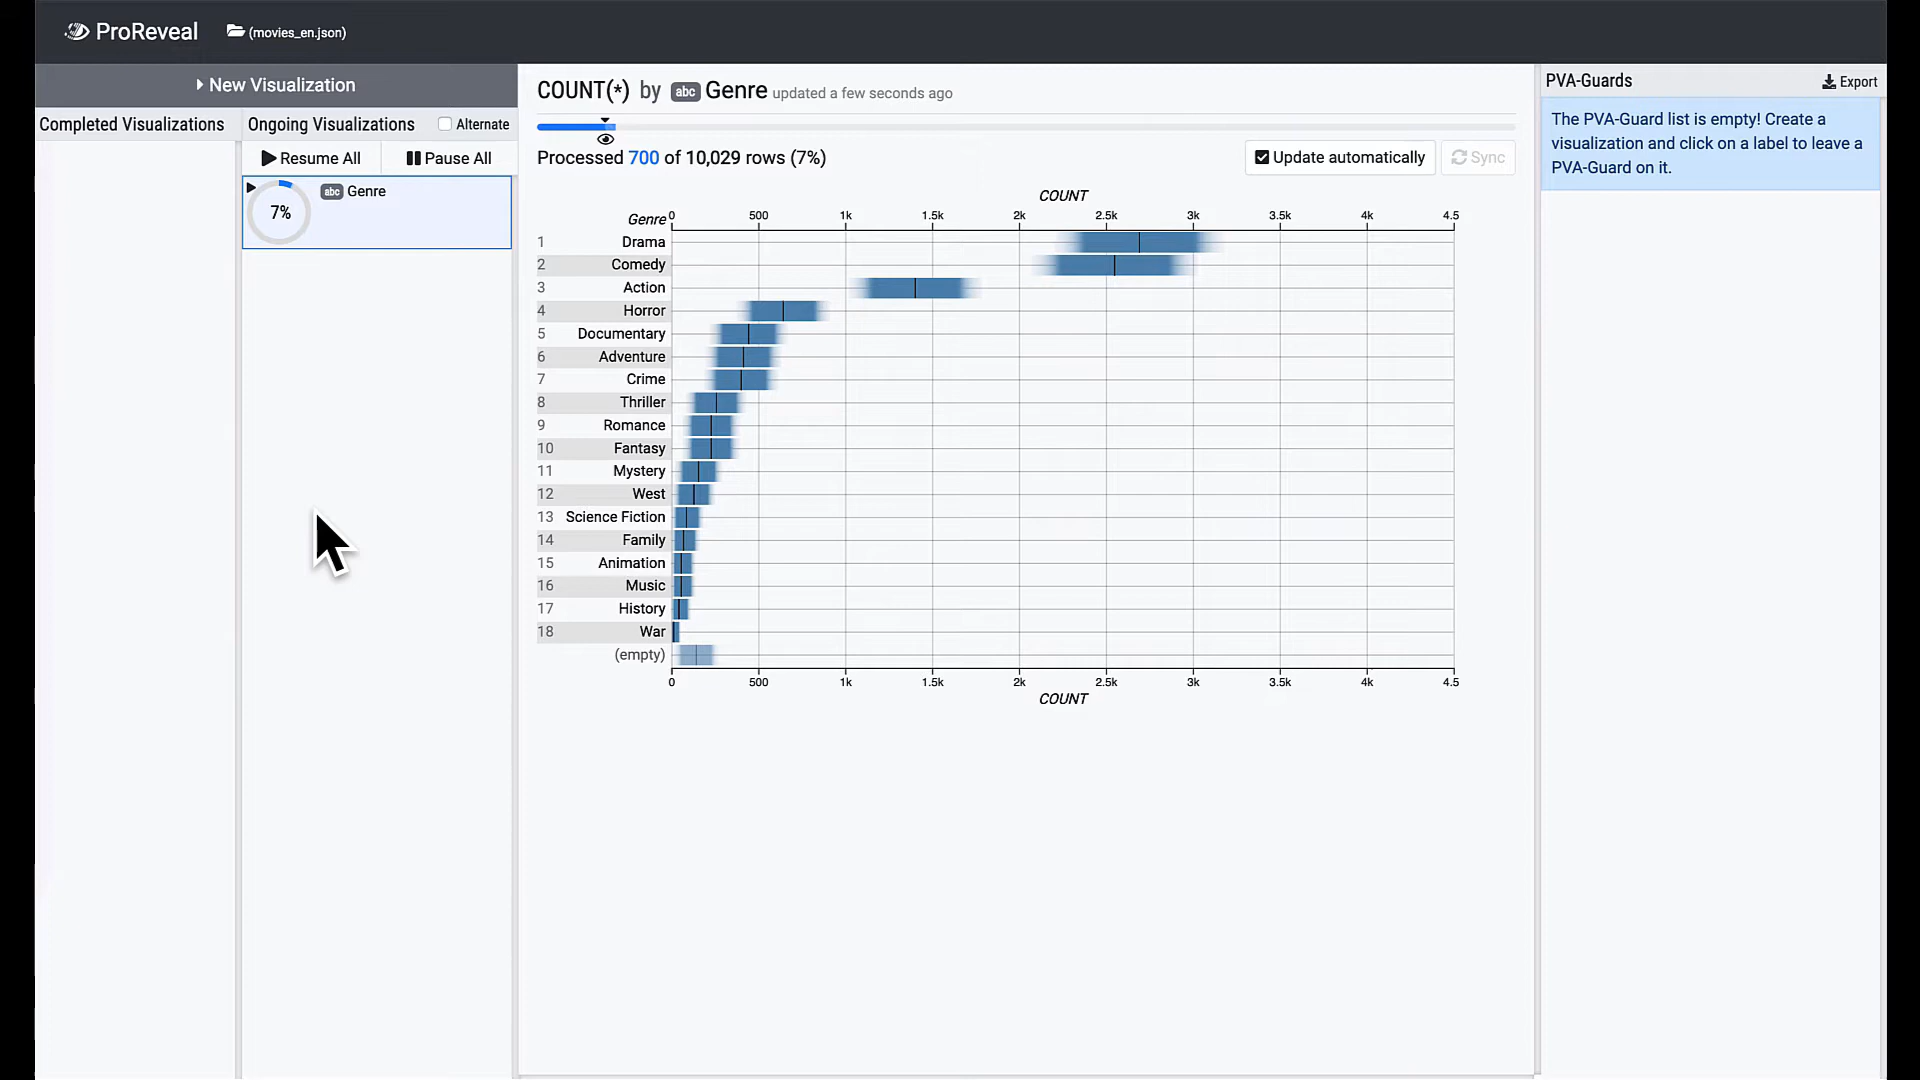 ProReveal (movies_en.json)
New Visualization
Completed Visualizations
Ongoing Visualizations Alternate
Resume All Pause All
7% abc Genre
COUNT(*) by abc Genre updated a few seconds ago
Processed 700 of 10,029 rows (7%)
Update automatically Sync
COUNT
Genre 0 500 1k 1.5k 2k 2.5k 3k 3.5k 4k 4.5
1 Drama
2 Comedy
3 Action
4 Horror
5 Documentary
6 Adventure
7 Crime
8 Thriller
9 Romance
10 Fantasy
11 Mystery
12 West
13 Science Fiction
14 Family
15 Animation
16 Music
17 History
18 War
(empty)
0 500 1k 1.5k 2k 2.5k 3k 3.5k 4k 4.5
COUNT
PVA-Guards Export
The PVA-Guard list is empty! Create a
visualization and click on a label to leave a
PVA-Guard on it.